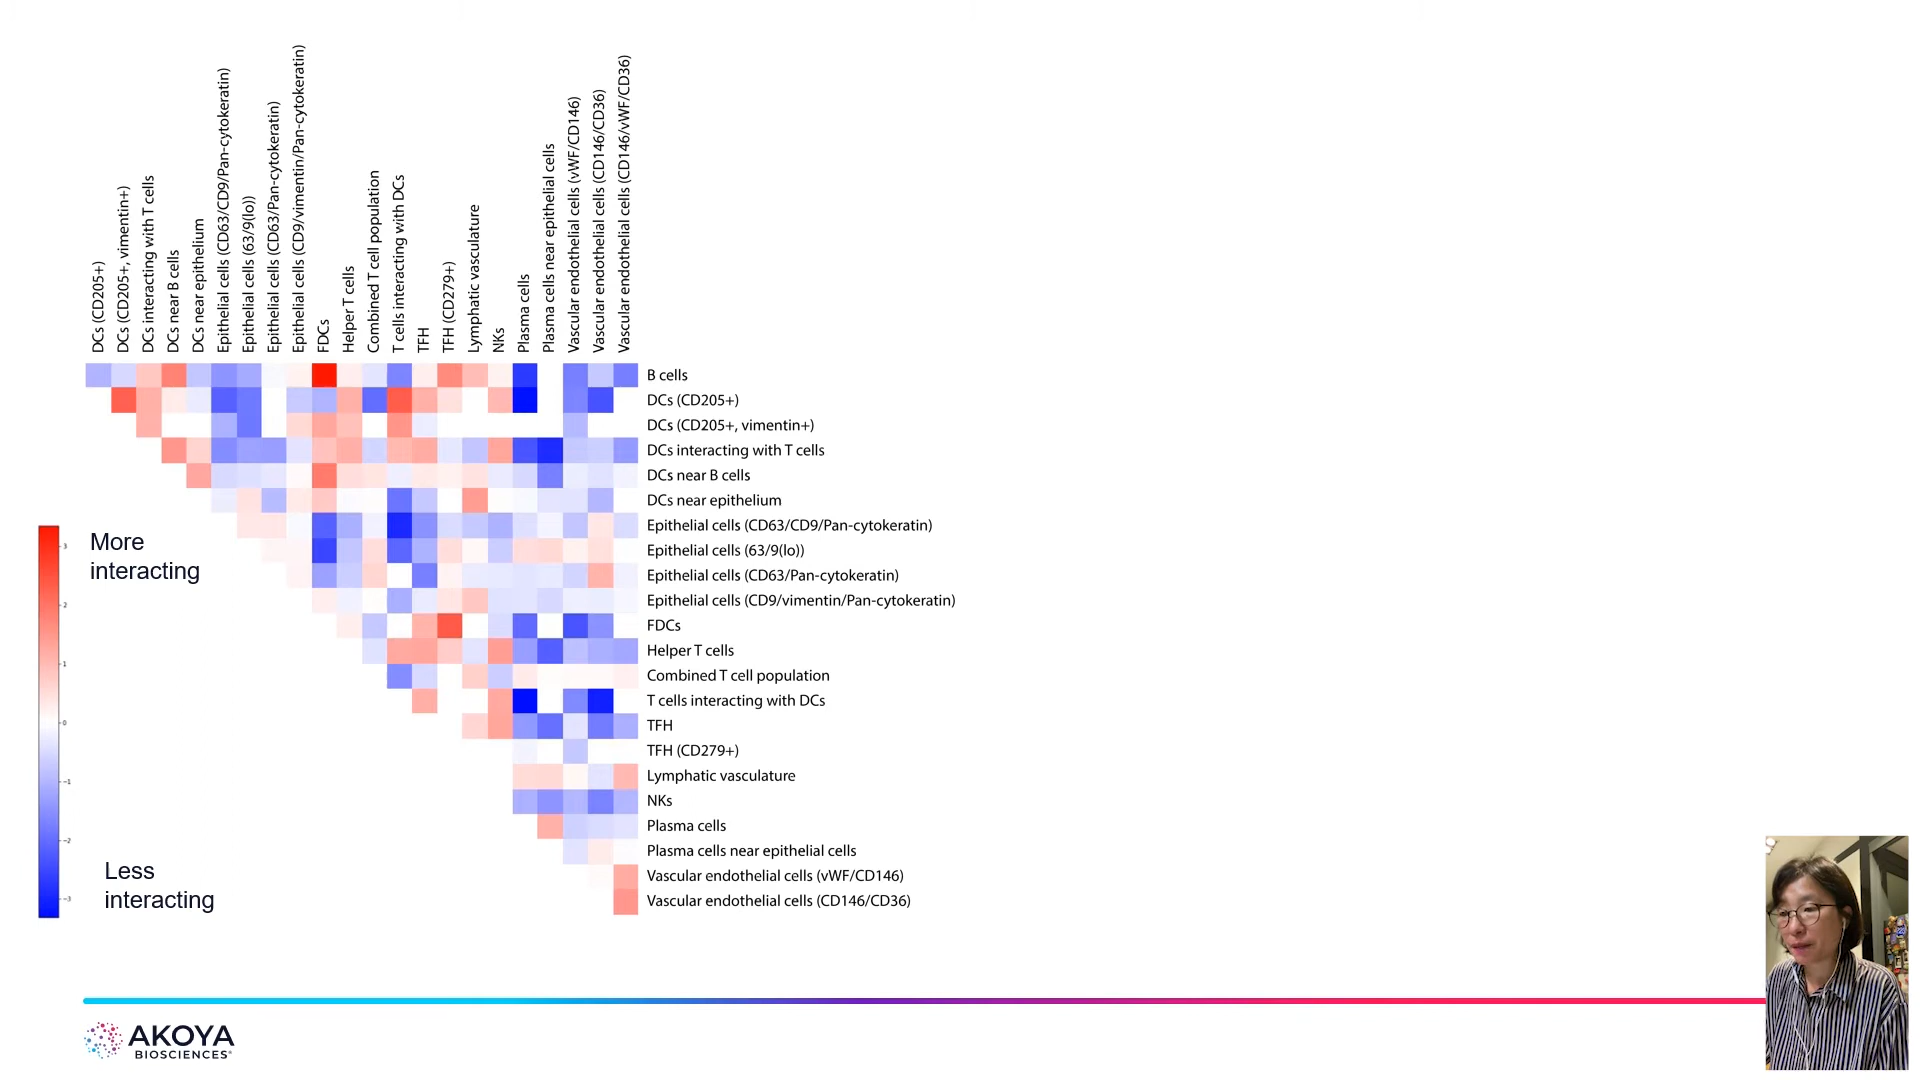 DCs (CD205+)
DCs (CD205+, vimentin+)
DCs interacting with T cells
DCs near B cells
DCs near epithelium
Epithelial cells (CD63/CD9/Pan-cytokeratin)
Epithelial cells (63/9(lo))
Epithelial cells (CD63/Pan-cytokeratin)
Epithelial cells (CD9/vimentin/Pan-cytokeratin)
FDCs
Helper T cells
Combined T cell population
T cells interacting with DCs
TFH
TFH (CD279+)
Lymphatic vasculature
NKs
Plasma cells
Plasma cells near epithelial cells
Vascular endothelial cells (vWF/CD146)
Vascular endothelial cells (CD146/CD36)
Vascular endothelial cells (CD146/vWF/CD36)
B cells
DCs (CD205+)
DCs (CD205+, vimentin+)
DCs interacting with T cells
DCs near B cells
DCs near epithelium
Epithelial cells (CD63/CD9/Pan-cytokeratin)
Epithelial cells (63/9(lo))
Epithelial cells (CD63/Pan-cytokeratin)
Epithelial cells (CD9/vimentin/Pan-cytokeratin)
FDCs
Helper T cells
Combined T cell population
T cells interacting with DCs
TFH
TFH (CD279+)
Lymphatic vasculature
NKs
Plasma cells
Plasma cells near epithelial cells
Vascular endothelial cells (vWF/CD146)
Vascular endothelial cells (CD146/CD36)
3
2
1
0
−1
−2
−3
More
interacting
Less
interacting
AKOYA
BIOSCIENCES